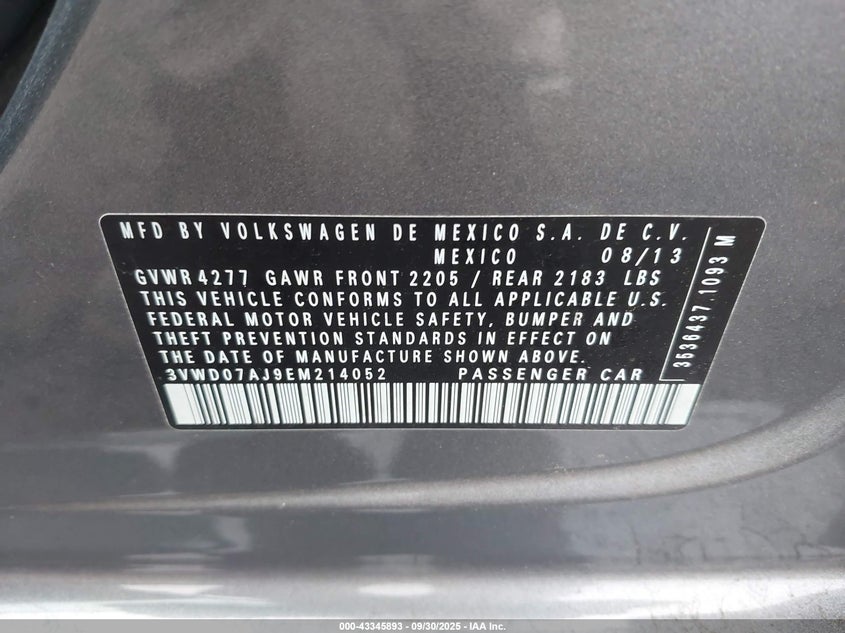 MFD BY VOLKSWAGEN DE MEXICO S.A. DE C.V.
MEXICO 08/13
GVWR 4277 GAWR FRONT 2205 / REAR 2183 LBS
THIS VEHICLE CONFORMS TO ALL APPLICABLE U.S.
FEDERAL MOTOR VEHICLE SAFETY, BUMPER AND
THEFT PREVENTION STANDARDS IN EFFECT ON
THE DATE OF MANUFACTURE SHOWN ABOVE.
3VWD07AJ9EM214052 PASSENGER CAR
3536437.1093 M
000-43345893 - 09/30/2025 - IAA Inc.